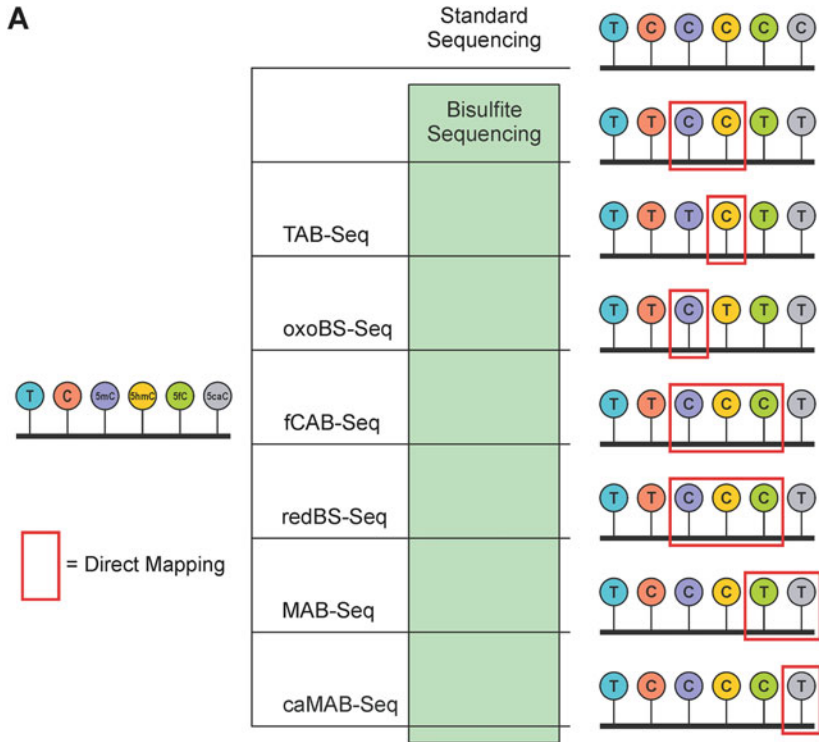 A
Standard
Sequencing
T C C C C C
Bisulfite
Sequencing
T T C C T T
TAB-Seq
T T T C T T
oxoBS-Seq
T T C T T T
T C 5mC 5hmC 5fC 5caC
fCAB-Seq
T T C C C T
redBS-Seq
T T C C C T
= Direct Mapping
MAB-Seq
T C C C T T
caMAB-Seq
T C C C C T